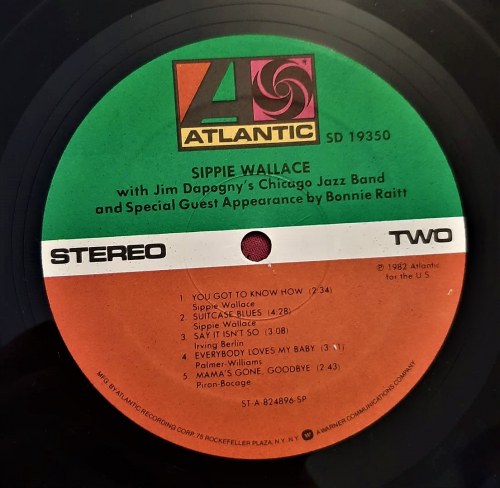 ATLANTIC
SD 19350
SIPPIE WALLACE
with Jim Dapogny's Chicago Jazz Band
and Special Guest Appearance by Bonnie Raitt
STEREO
TWO
℗ 1982 Atlantic
for the U.S.
1. YOU GOT TO KNOW HOW (2:34)
Sippie Wallace
2. SUITCASE BLUES (4:28)
Sippie Wallace
3. SAY IT ISN'T SO (3:08)
Irving Berlin
4. EVERYBODY LOVES MY BABY
Palmer-Williams
5. MAMA'S GONE, GOODBYE (2:43)
Piron-Bocage
ST-A-824896-SP
MFG. BY ATLANTIC RECORDING CORP. 75 ROCKEFELLER PLAZA, N.Y. N.Y. W A WARNER COMMUNICATIONS COMPANY